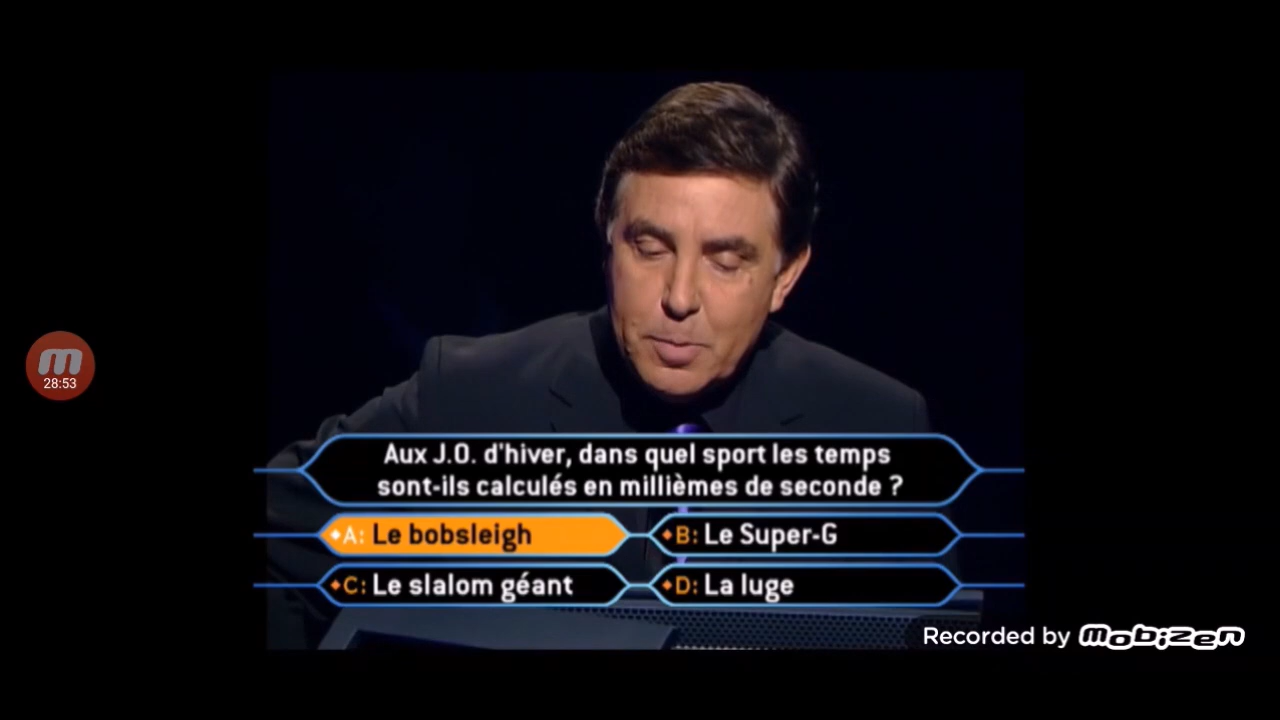 Aux J.O. d'hiver, dans quel sport les temps
sont-ils calculés en millièmes de seconde ?
A: Le bobsleigh
B: Le Super-G
C: Le slalom géant
D: La luge
m
28:53
Recorded by mobizen